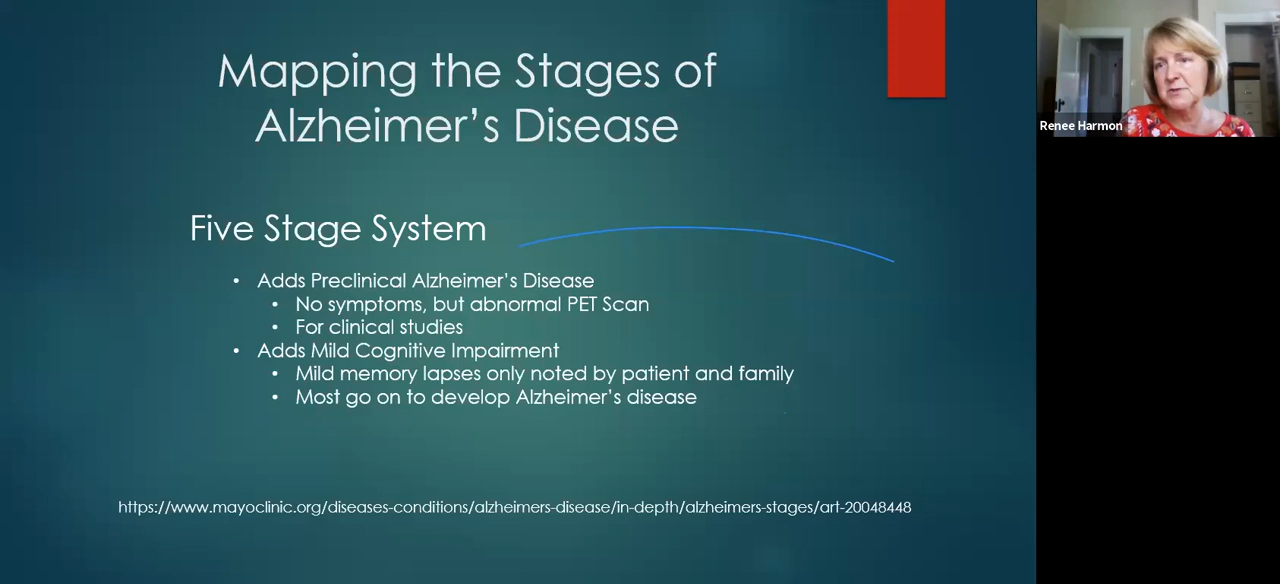 Mapping the Stages of
Alzheimer's Disease
Five Stage System
• Adds Preclinical Alzheimer's Disease
• No symptoms, but abnormal PET Scan
• For clinical studies
• Adds Mild Cognitive Impairment
• Mild memory lapses only noted by patient and family
• Most go on to develop Alzheimer's disease
https://www.mayoclinic.org/diseases-conditions/alzheimers-disease/in-depth/alzheimers-stages/art-20048448
Renee Harmon